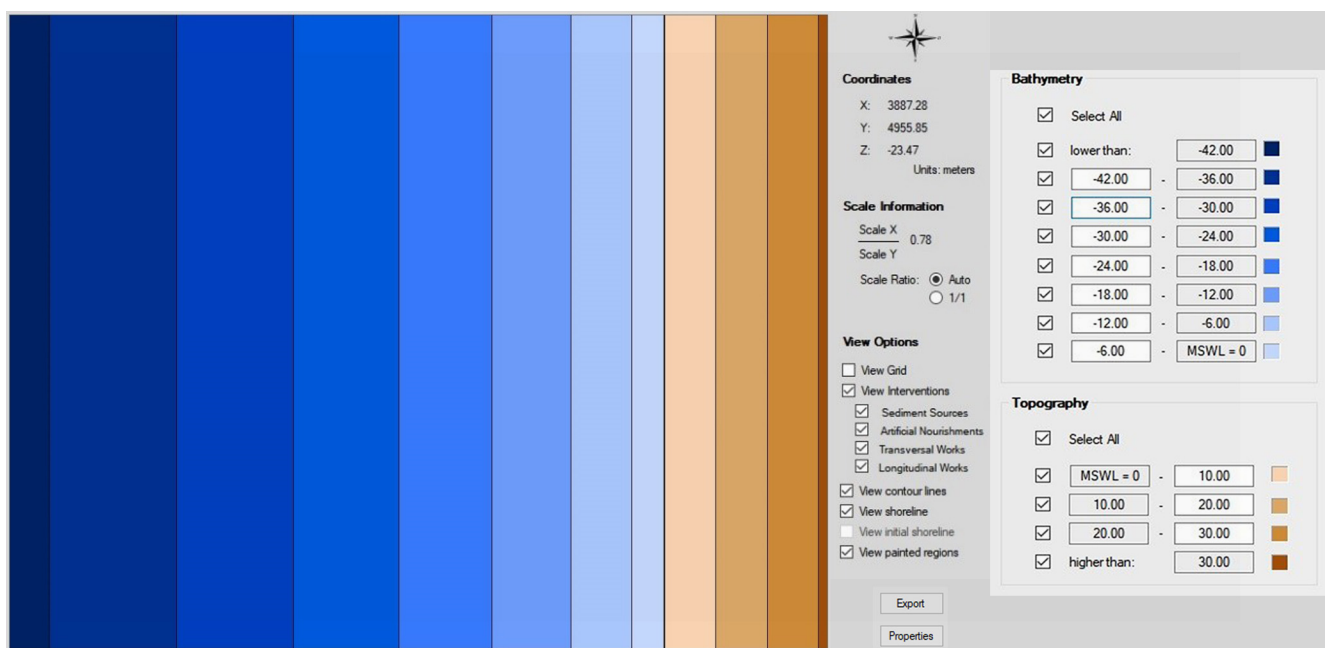 Coordinates
X: 3887.28
Y: 4955.85
Z: -23.47
Units: meters
Scale Information
Scale X
Scale Y
0.78
Scale Ratio: Auto
1/1
View Options
View Grid
View Interventions
Sediment Sources
Artificial Nourishments
Transversal Works
Longitudinal Works
View contour lines
View shoreline
View initial shoreline
View painted regions
Export
Properties
Bathymetry
Select All
lower than: -42.00
-42.00 - -36.00
-36.00 - -30.00
-30.00 - -24.00
-24.00 - -18.00
-18.00 - -12.00
-12.00 - -6.00
-6.00 - MSWL = 0
Topography
Select All
MSWL = 0 - 10.00
10.00 - 20.00
20.00 - 30.00
higher than: 30.00